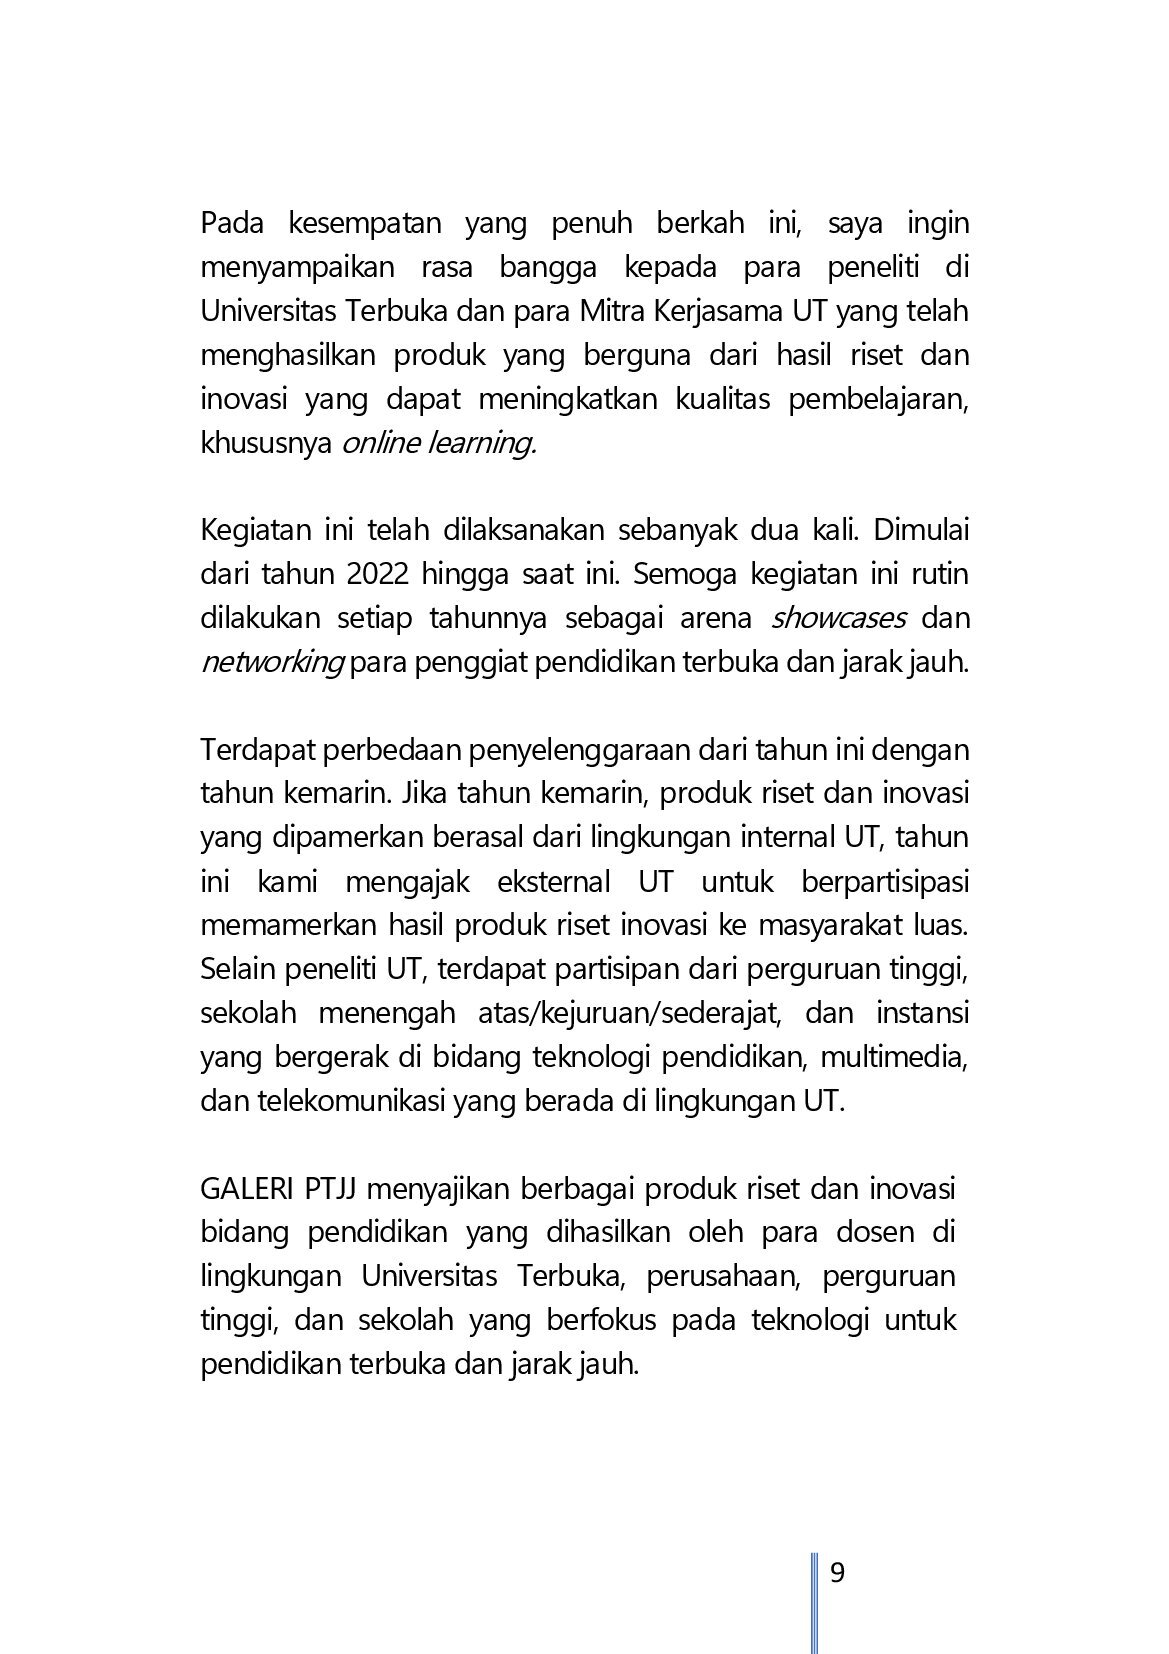 Pada kesempatan yang penuh berkah ini, saya ingin
menyampaikan rasa bangga kepada para peneliti di
Universitas Terbuka dan para Mitra Kerjasama UT yang telah
menghasilkan produk yang berguna dari hasil riset dan
inovasi yang dapat meningkatkan kualitas pembelajaran,
khususnya online learning.
Kegiatan ini telah dilaksanakan sebanyak dua kali. Dimulai
dari tahun 2022 hingga saat ini. Semoga kegiatan ini rutin
dilakukan setiap tahunnya sebagai arena showcases dan
networking para penggiat pendidikan terbuka dan jarak jauh.
Terdapat perbedaan penyelenggaraan dari tahun ini dengan
tahun kemarin. Jika tahun kemarin, produk riset dan inovasi
yang dipamerkan berasal dari lingkungan internal UT, tahun
ini kami mengajak eksternal UT untuk berpartisipasi
memamerkan hasil produk riset inovasi ke masyarakat luas.
Selain peneliti UT, terdapat partisipan dari perguruan tinggi,
sekolah menengah atas/kejuruan/sederajat, dan instansi
yang bergerak di bidang teknologi pendidikan, multimedia,
dan telekomunikasi yang berada di lingkungan UT.
GALERI PTJJ menyajikan berbagai produk riset dan inovasi
bidang pendidikan yang dihasilkan oleh para dosen di
lingkungan Universitas Terbuka, perusahaan, perguruan
tinggi, dan sekolah yang berfokus pada teknologi untuk
pendidikan terbuka dan jarak jauh.
9